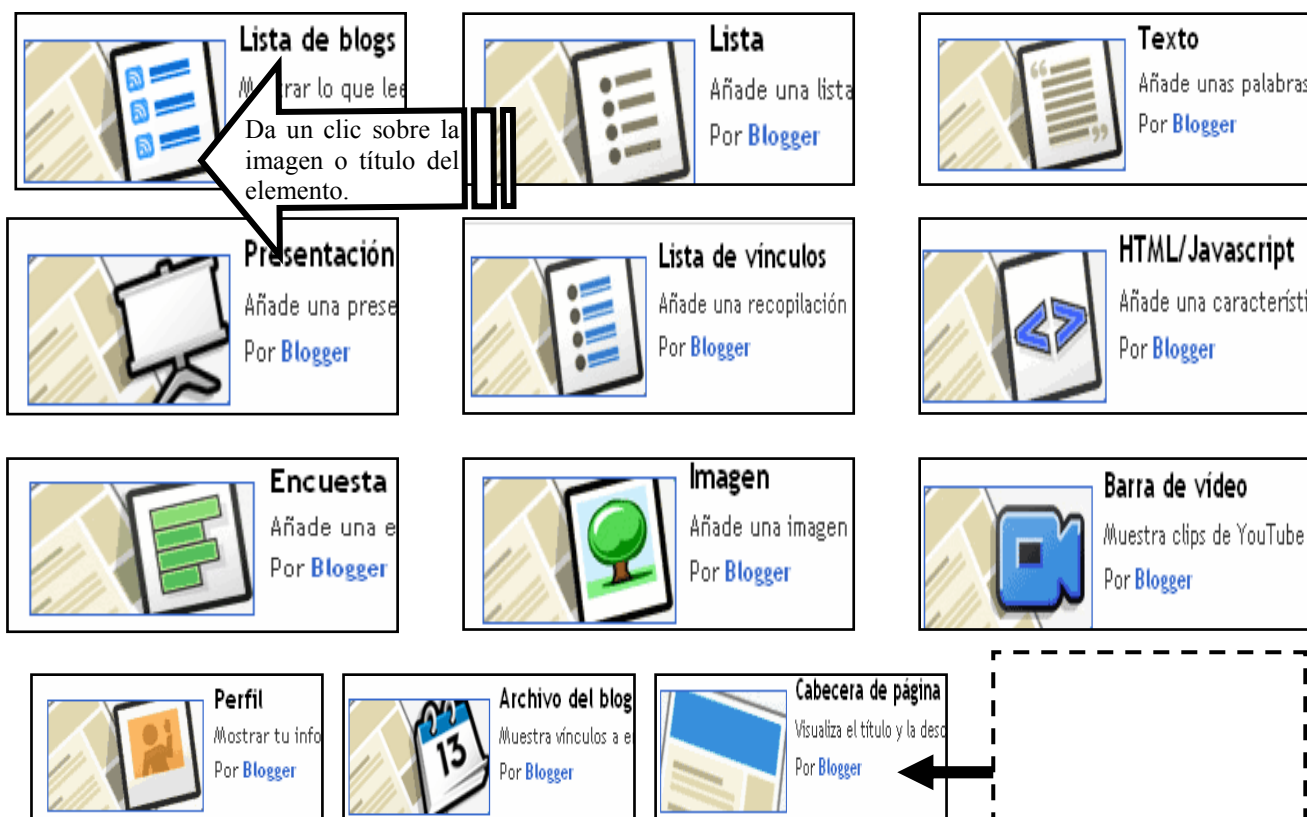 Lista de blogs
rar lo que lee
Da un clic sobre la
imagen o título del
elemento.
Lista
Añade una lista
Por Blogger
Texto
Añade unas palabras
Por Blogger
Presentación
Añade una prese
Por Blogger
Lista de vínculos
Añade una recopilación
Por Blogger
HTML/Javascript
Añade una característi
Por Blogger
Encuesta
Añade una e
Por Blogger
Imagen
Añade una imagen
Por Blogger
Barra de vídeo
Muestra clips de YouTube
Por Blogger
Perfil
Mostrar tu info
Por Blogger
13
Archivo del blog
Muestra vínculos a e
Por Blogger
Cabecera de página
Visualiza el título y la desc
Por Blogger